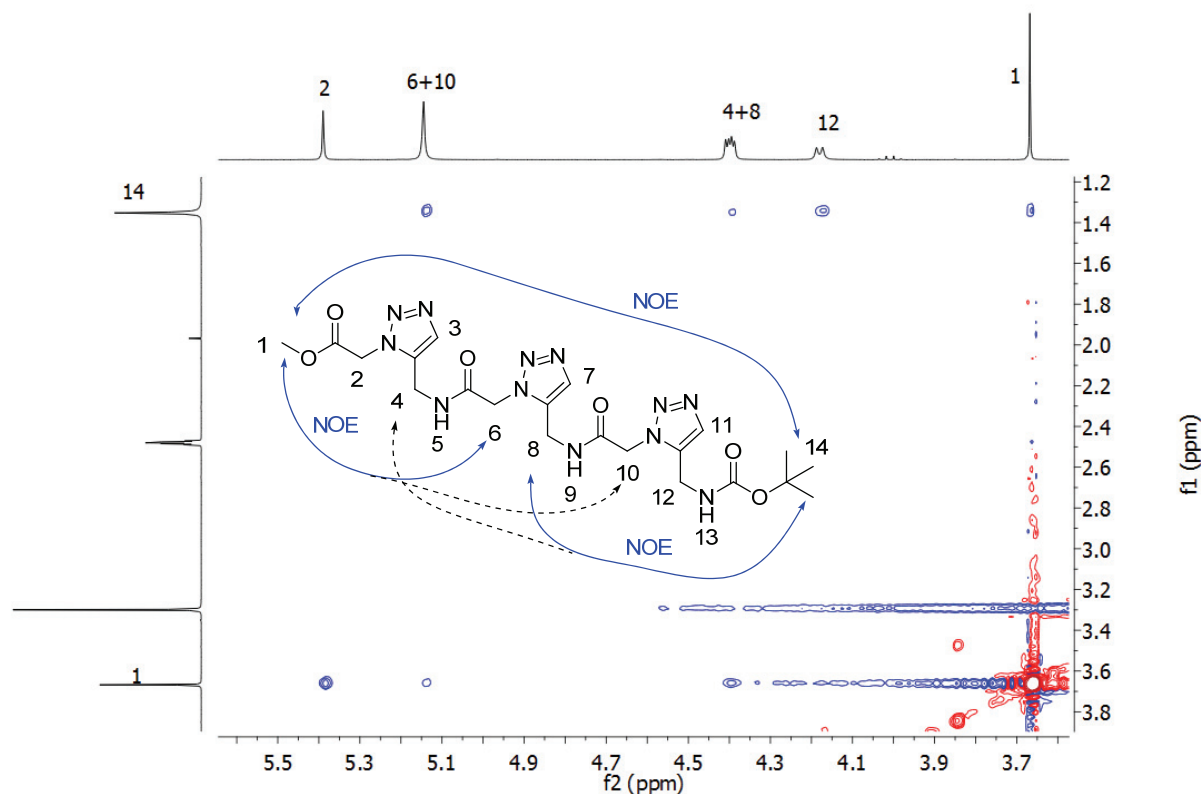 2
6+10
4+8
12
1
14
1
1.2
1.4
1.6
1.8
2.0
2.2
2.4
2.6
2.8
3.0
3.2
3.4
3.6
3.8
f1 (ppm)
NOE
O
N=N
N
N
3
1
O
2
O
N=N
N
N
7
4
N
H
5
6
O
N=N
N
N
11
NOE
8
N
H
9
10
O
14
12
N
H
13
O
NOE
5.5
5.3
5.1
4.9
4.7
4.5
4.3
4.1
3.9
3.7
f2 (ppm)